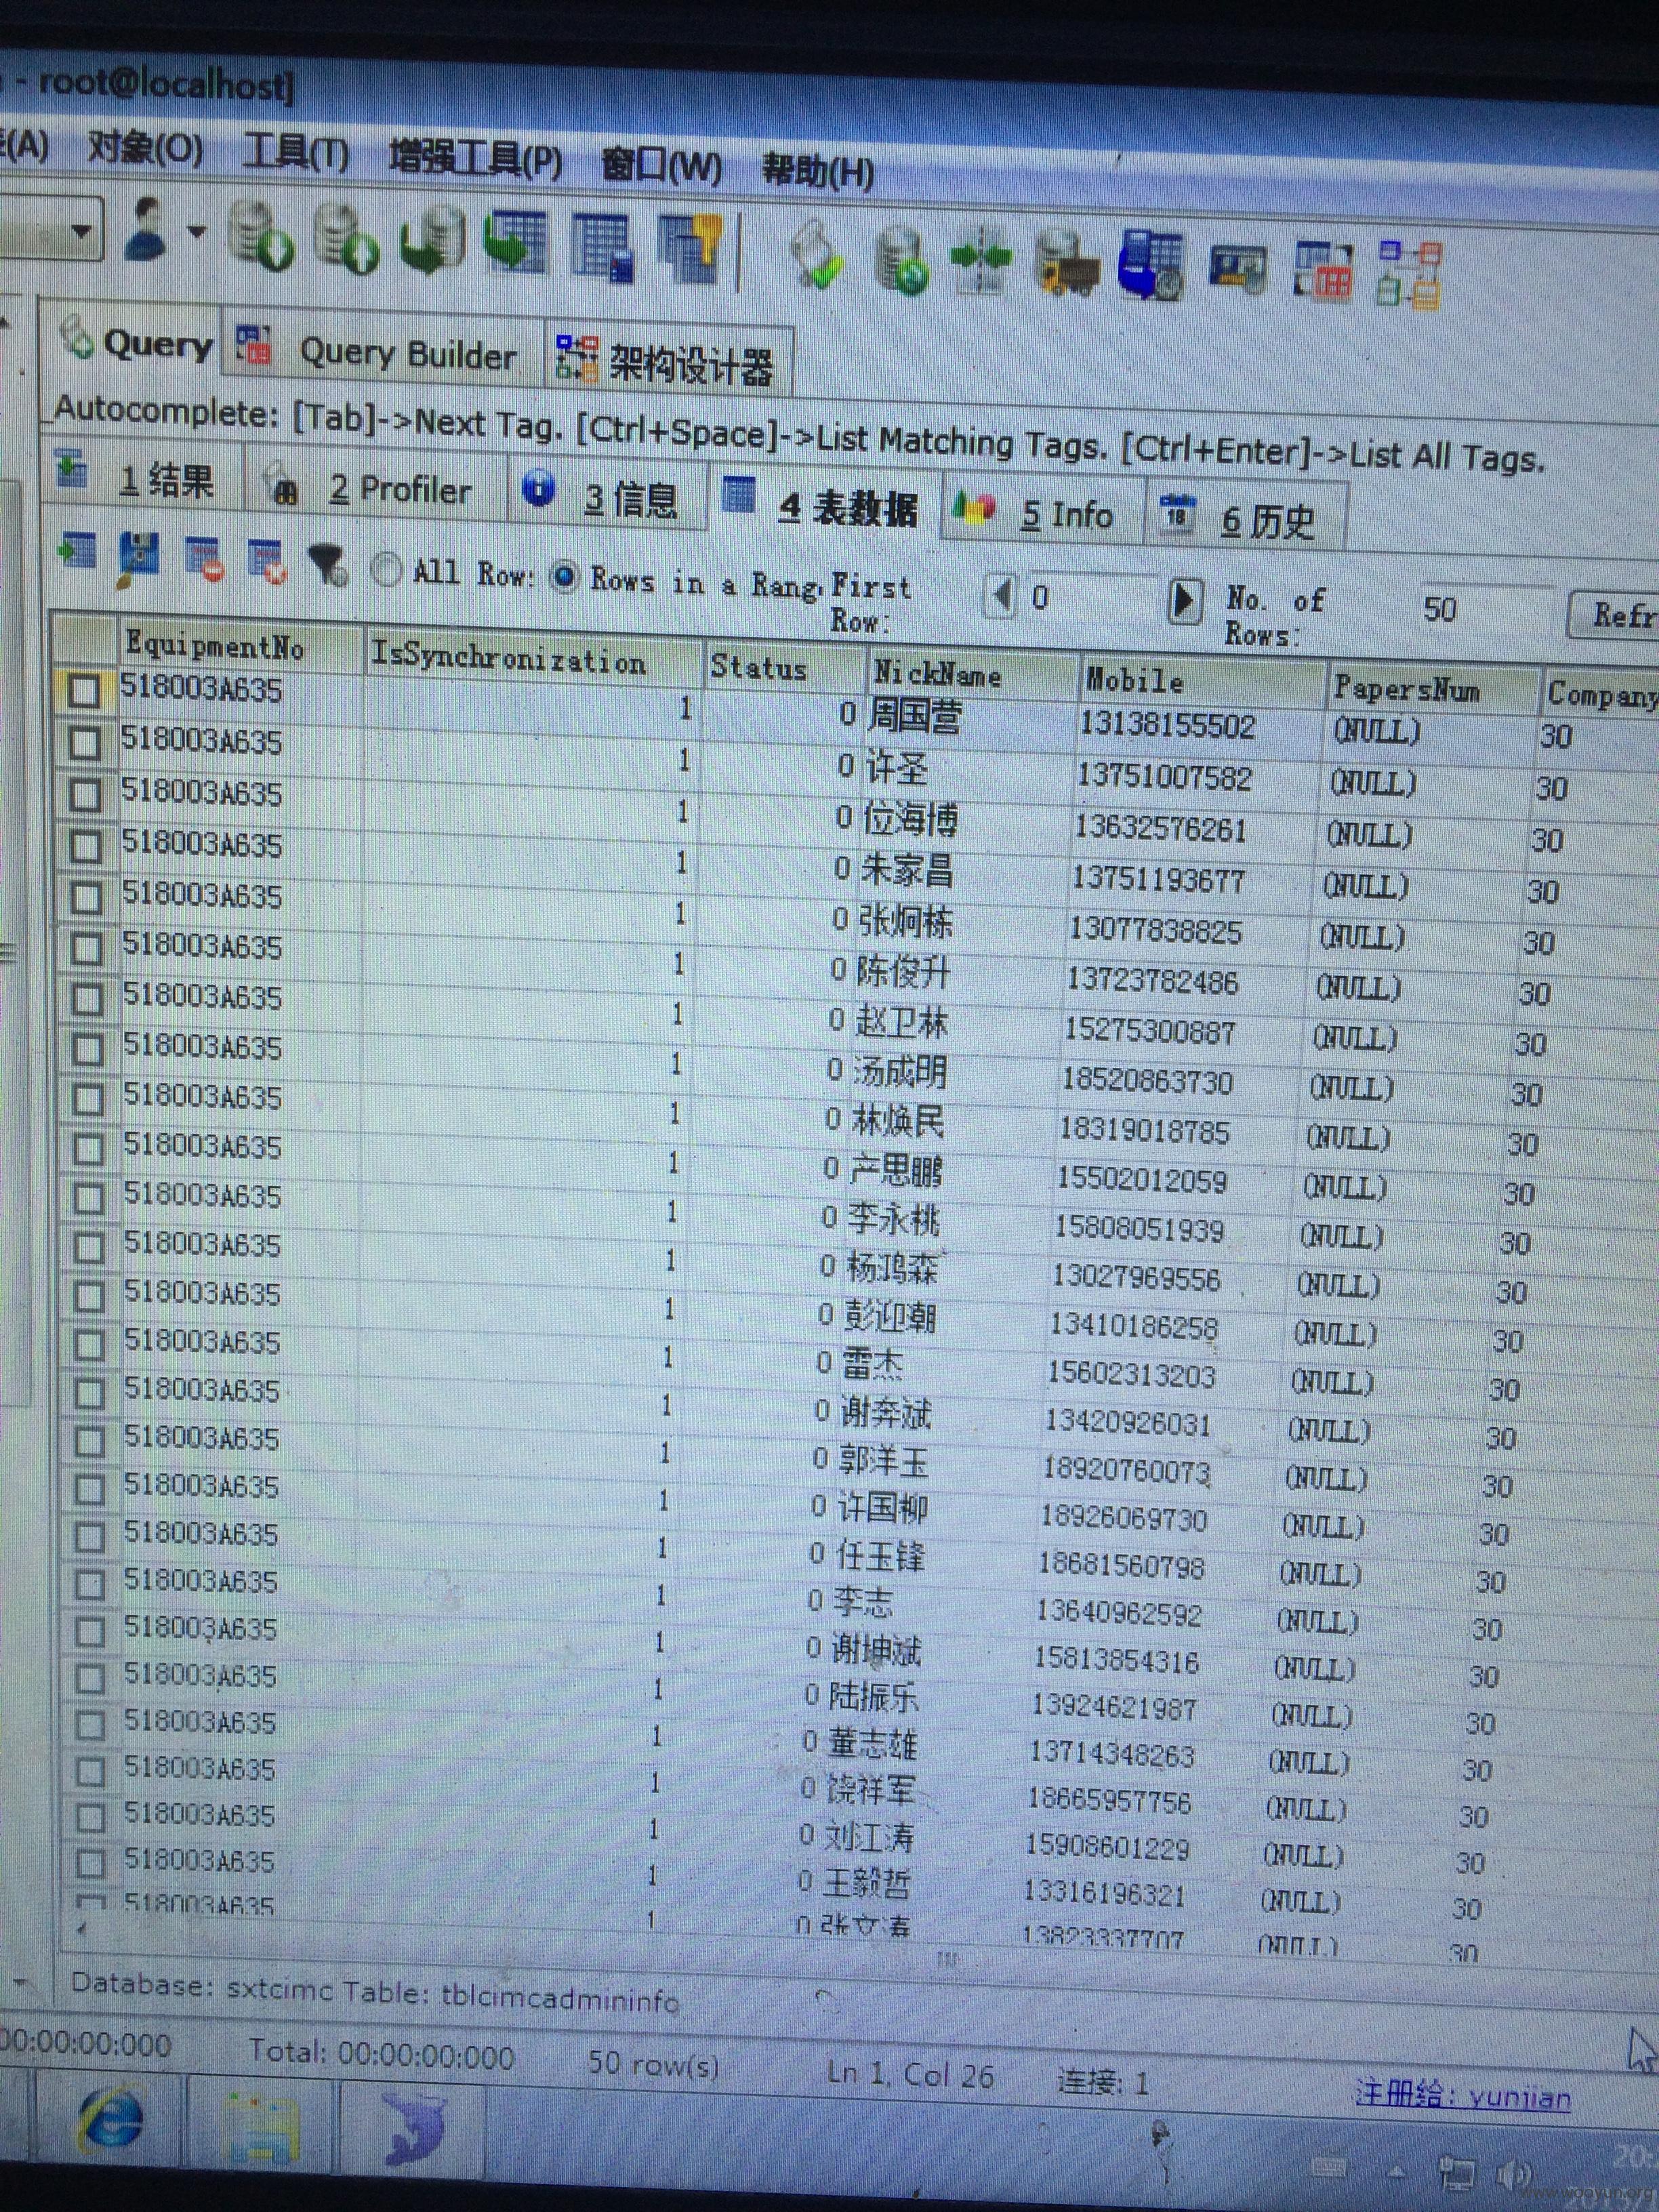 - root@localhost]
(A) 对象(O) 工具(T) 增强工具(P) 窗口(W) 帮助(H)
Query Query Builder 架构设计器
Autocomplete: [Tab]->Next Tag. [Ctrl+Space]->List Matching Tags. [Ctrl+Enter]->List All Tags.
1 结果 2 Profiler 3 信息 4 表数据 5 Info 6 历史
All Row: Rows in a Rang. First Row: 0 No. of Rows: 50 Refr
EquipmentNo IsSynchronization Status NickName Mobile PapersNum Company
518003A635 1 0 周国营 13138155502 (NULL) 30
518003A635 1 0 许圣 13751007582 (NULL) 30
518003A635 1 0 位海博 13632576261 (NULL) 30
518003A635 1 0 朱家昌 13751193677 (NULL) 30
518003A635 1 0 张炯栋 13077838825 (NULL) 30
518003A635 1 0 陈俊升 13723782486 (NULL) 30
518003A635 1 0 赵卫林 15275300887 (NULL) 30
518003A635 1 0 汤成明 18520863730 (NULL) 30
518003A635 1 0 林焕民 18319018785 (NULL) 30
518003A635 1 0 产思鹏 15502012059 (NULL) 30
518003A635 1 0 李永桃 15808051939 (NULL) 30
518003A635 1 0 杨鸿森 13027969556 (NULL) 30
518003A635 1 0 彭迎潮 13410186258 (NULL) 30
518003A635 1 0 雷杰 15602313203 (NULL) 30
518003A635 1 0 谢奔斌 13420926031 (NULL) 30
518003A635 1 0 郭洋玉 18920760073 (NULL) 30
518003A635 1 0 许国柳 18926069730 (NULL) 30
518003A635 1 0 任玉锋 18681560798 (NULL) 30
518003A635 1 0 李志 13640962592 (NULL) 30
518003A635 1 0 谢坤斌 15813854316 (NULL) 30
518003A635 1 0 陆振乐 13924621987 (NULL) 30
518003A635 1 0 董志雄 13714348263 (NULL) 30
518003A635 1 0 饶祥军 18665957756 (NULL) 30
518003A635 1 0 刘江涛 15908601229 (NULL) 30
518003A635 1 0 王毅哲 13316196321 (NULL) 30
518003A635 1 0 张文涛 13823337707 (NULL) 30
Database: sxtcimc Table: tblcimcadmininfo
00:00:00:000 Total: 00:00:00:000 50 row(s) Ln 1, Col 26 连接: 1
注册给: yunjian
20:
www.wooyun.org